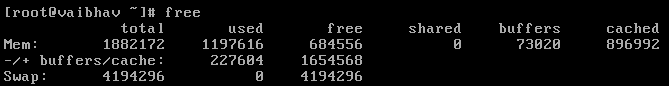 [root@vaibhav ~]# free
             total       used       free     shared    buffers     cached
Mem:       1882172    1197616     684556          0      73020     896992
-/+ buffers/cache:     227604    1654568
Swap:      4194296          0    4194296